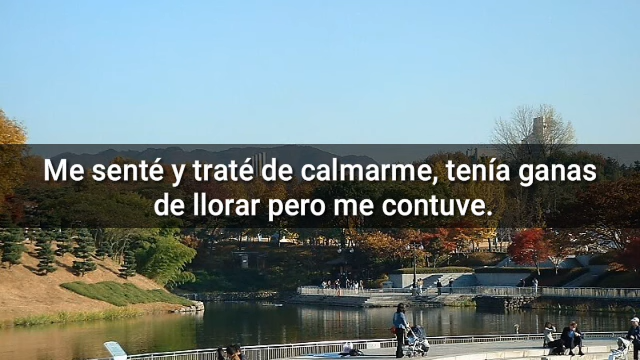 Me senté y traté de calmarme, tenía ganas
de llorar pero me contuve.